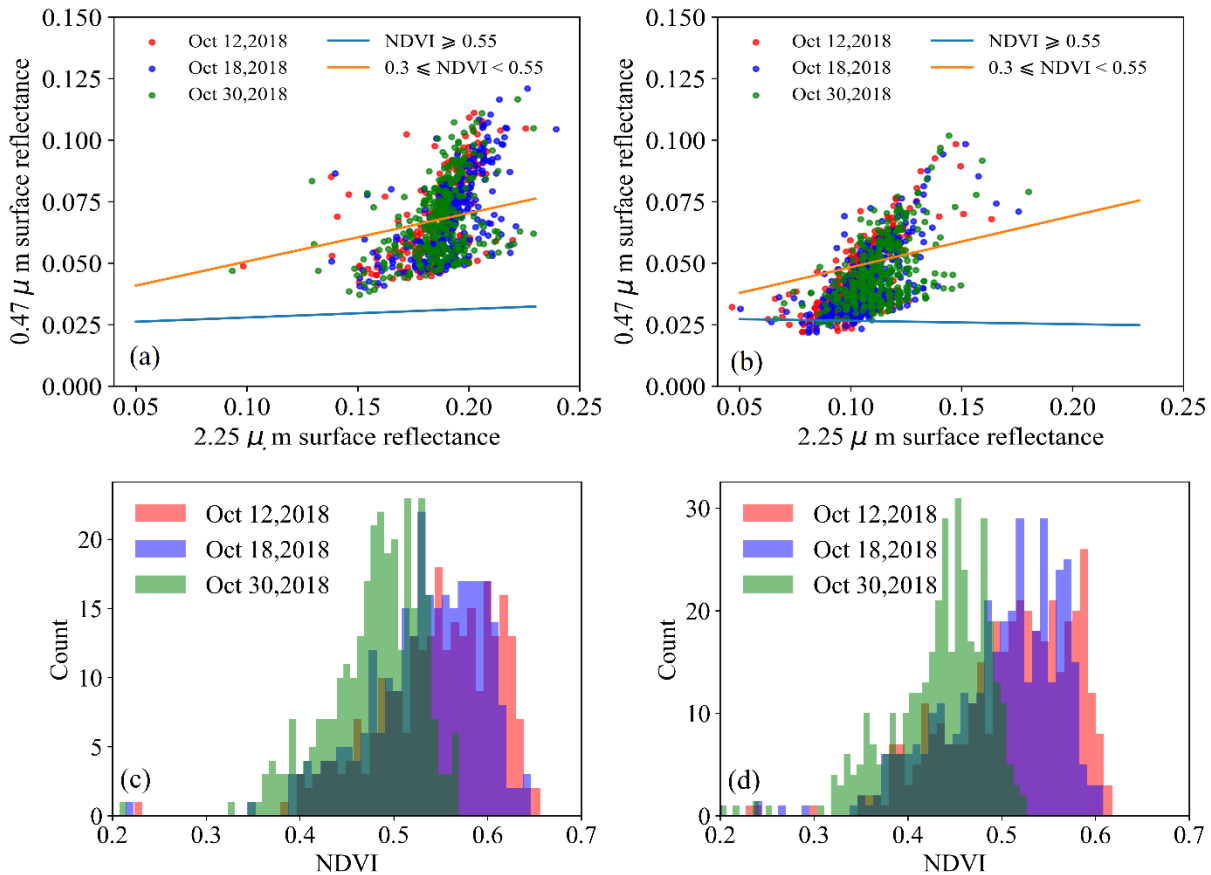 0.47 μ m surface reflectance
0.150
0.125
0.100
0.075
0.050
0.025
0.000
Oct 12,2018
Oct 18,2018
Oct 30,2018
NDVI ⩾ 0.55
0.3 ⩽ NDVI < 0.55
(a)
0.05 0.10 0.15 0.20 0.25
2.25 μ m surface reflectance
0.47 μ m surface reflectance
0.150
0.125
0.100
0.075
0.050
0.025
0.000
Oct 12,2018
Oct 18,2018
Oct 30,2018
NDVI ⩾ 0.55
0.3 ⩽ NDVI < 0.55
(b)
0.05 0.10 0.15 0.20 0.25
2.25 μ m surface reflectance
Count
20
15
10
5
0
Oct 12,2018
Oct 18,2018
Oct 30,2018
(c)
0.2 0.3 0.4 0.5 0.6 0.7
NDVI
Count
30
20
10
0
Oct 12,2018
Oct 18,2018
Oct 30,2018
(d)
0.2 0.3 0.4 0.5 0.6 0.7
NDVI